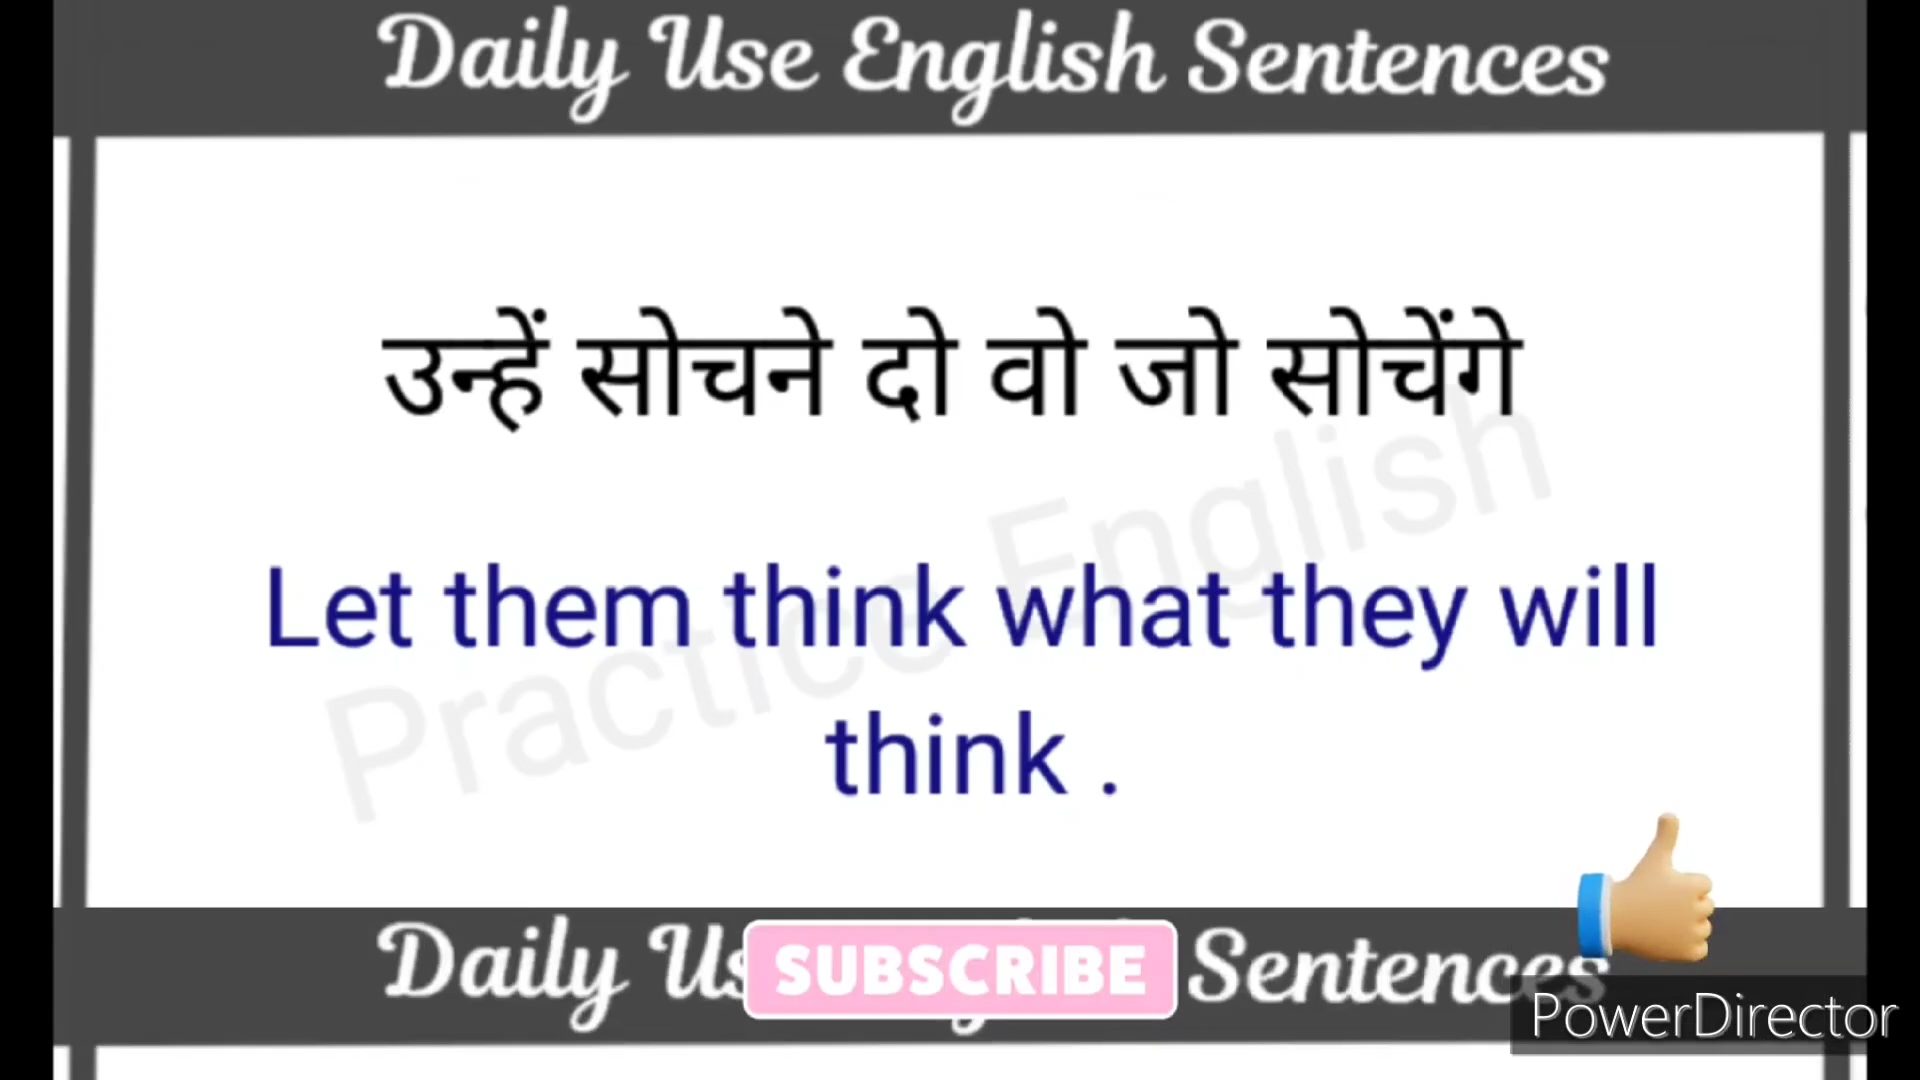 Daily Use English Sentences
उन्हें सोचने दो वो जो सोचेंगे
Let them think what they will
think .
Practice English
Daily Us
SUBSCRIBE
Sentences
PowerDirector